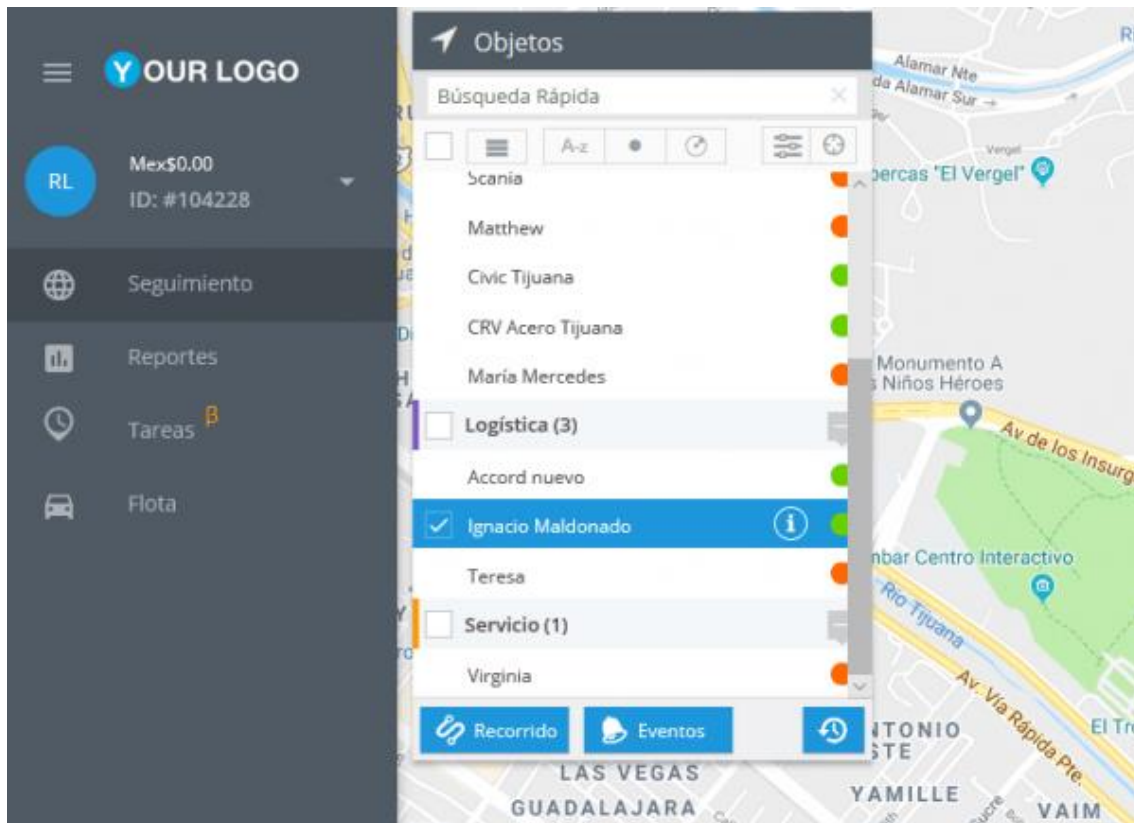 YOUR LOGO
RL
Mex$0.00
ID: #104228
Seguimiento
Reportes
Tareas β
Flota
Objetos
Búsqueda Rápida
A-z
Scania
Matthew
Civic Tijuana
CRV Acero Tijuana
María Mercedes
Logística (3)
Accord nuevo
Ignacio Maldonado
Teresa
Servicio (1)
Virginia
Recorrido
Eventos
Alamar Nte
da Alamar Sur
Vergel
percas "El Vergel"
Monumento A
s Niños Héroes
Av de los Insurg
mbar Centro Interactivo
Rio Tijuana
Av. Vía Rápida Pte.
El Tr
NTONIO
STE
LAS VEGAS
GUADALAJARA
YAMILLE
Sucre
VAIM